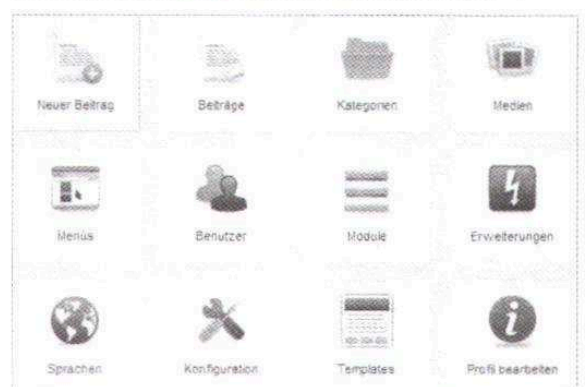 Neuer Beitrag Beiträge Kategorien Medien
Menüs Benutzer Module Erweiterungen
Sprachen Konfiguration Templates Profil bearbeiten